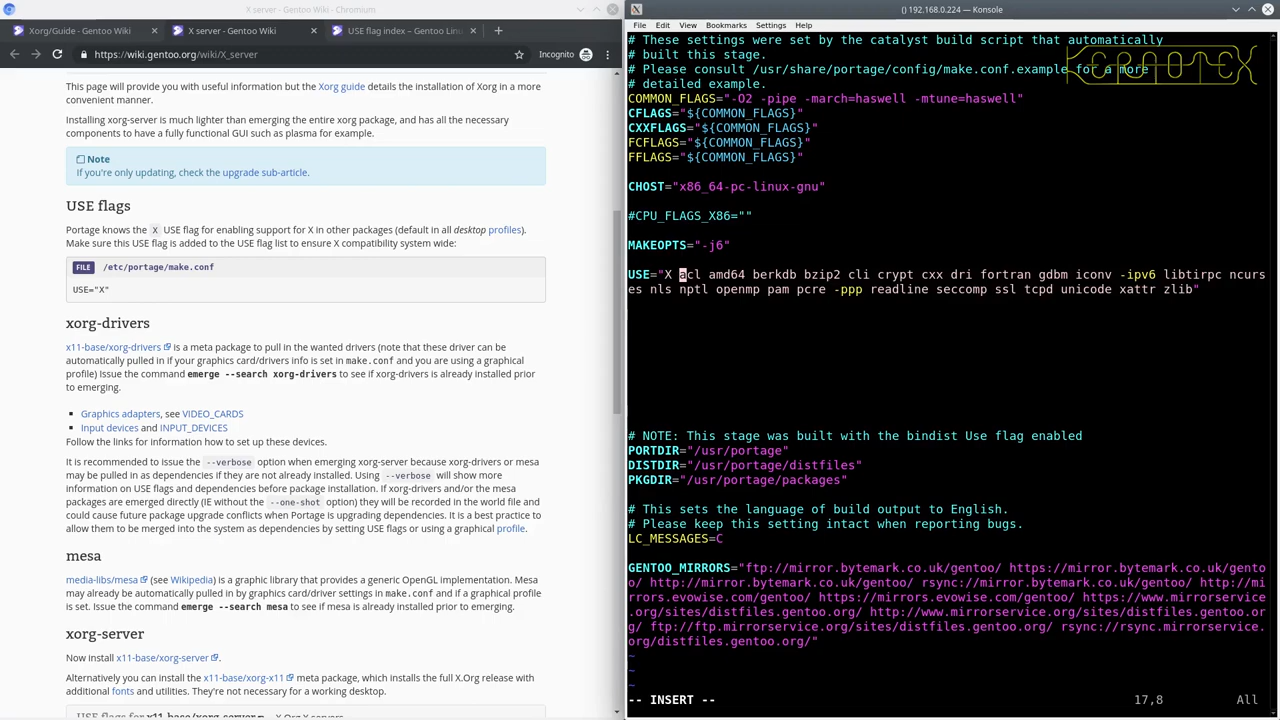 X server - Gentoo Wiki - Chromium
Xorg/Guide - Gentoo Wiki
X server - Gentoo Wiki
USE flag index – Gentoo Linu
https://wiki.gentoo.org/wiki/X_server
Incognito
This page will provide you with useful information but the Xorg guide details the installation of Xorg in a more
convenient manner.
Installing xorg-server is much lighter than emerging the entire xorg package, and has all the necessary
components to have a fully functional GUI such as plasma for example.
Note
If you're only updating, check the upgrade sub-article.
USE flags
Portage knows the X USE flag for enabling support for X in other packages (default in all desktop profiles).
Make sure this USE flag is added to the USE flag list to ensure X compatibility system wide:
FILE /etc/portage/make.conf
USE="X"
xorg-drivers
x11-base/xorg-drivers is a meta package to pull in the wanted drivers (note that these driver can be
automatically pulled in if your graphics card/drivers info is set in make.conf and you are using a graphical
profile) Issue the command emerge --search xorg-drivers to see if xorg-drivers is already installed prior
to emerging.
Graphics adapters, see VIDEO_CARDS
Input devices and INPUT_DEVICES
Follow the links for information how to set up these devices.
It is recommended to issue the --verbose option when emerging xorg-server because xorg-drivers or mesa
may be pulled in as dependencies if they are not already installed. Using --verbose will show more
information on USE flags and dependencies before package installation. If xorg-drivers and/or the mesa
packages are emerged directly (IE without the --one-shot option) they will be recorded in the world file and
could cause future package upgrade conflicts when Portage is upgrading dependencies. It is a best practice to
allow them to be merged into the system as dependencies by setting USE flags or using a graphical profile.
mesa
media-libs/mesa (see Wikipedia) is a graphic library that provides a generic OpenGL implementation. Mesa
may already be automatically pulled in by graphics card/driver settings in make.conf and if a graphical profile
is set. Issue the command emerge --search mesa to see if mesa is already installed prior to emerging.
xorg-server
Now install x11-base/xorg-server.
Alternatively you can install the x11-base/xorg-x11 meta package, which installs the full X.Org release with
additional fonts and utilities. They're not necessary for a working desktop.
USE flags for x11-base/xorg-server X.Org X servers
() 192.168.0.224 — Konsole
File Edit View Bookmarks Settings Help
KERNOTEX
# These settings were set by the catalyst build script that automatically
# built this stage.
# Please consult /usr/share/portage/config/make.conf.example for a more
# detailed example.
COMMON_FLAGS="-O2 -pipe -march=haswell -mtune=haswell"
CFLAGS="${COMMON_FLAGS}"
CXXFLAGS="${COMMON_FLAGS}"
FCFLAGS="${COMMON_FLAGS}"
FFLAGS="${COMMON_FLAGS}"
CHOST="x86_64-pc-linux-gnu"
#CPU_FLAGS_X86=""
MAKEOPTS="-j6"
USE="X acl amd64 berkdb bzip2 cli crypt cxx dri fortran gdbm iconv -ipv6 libtirpc ncurs
es nls nptl openmp pam pcre -ppp readline seccomp ssl tcpd unicode xattr zlib"
# NOTE: This stage was built with the bindist Use flag enabled
PORTDIR="/usr/portage"
DISTDIR="/usr/portage/distfiles"
PKGDIR="/usr/portage/packages"
# This sets the language of build output to English.
# Please keep this setting intact when reporting bugs.
LC_MESSAGES=C
GENTOO_MIRRORS="ftp://mirror.bytemark.co.uk/gentoo/ https://mirror.bytemark.co.uk/gento
o/ http://mirror.bytemark.co.uk/gentoo/ rsync://mirror.bytemark.co.uk/gentoo/ http://mi
rrors.evowise.com/gentoo/ https://mirrors.evowise.com/gentoo/ https://www.mirrorservice
.org/sites/distfiles.gentoo.org/ http://www.mirrorservice.org/sites/distfiles.gentoo.or
g/ ftp://ftp.mirrorservice.org/sites/distfiles.gentoo.org/ rsync://rsync.mirrorservice.
org/distfiles.gentoo.org/"
~
~
~
-- INSERT --
17,8
All